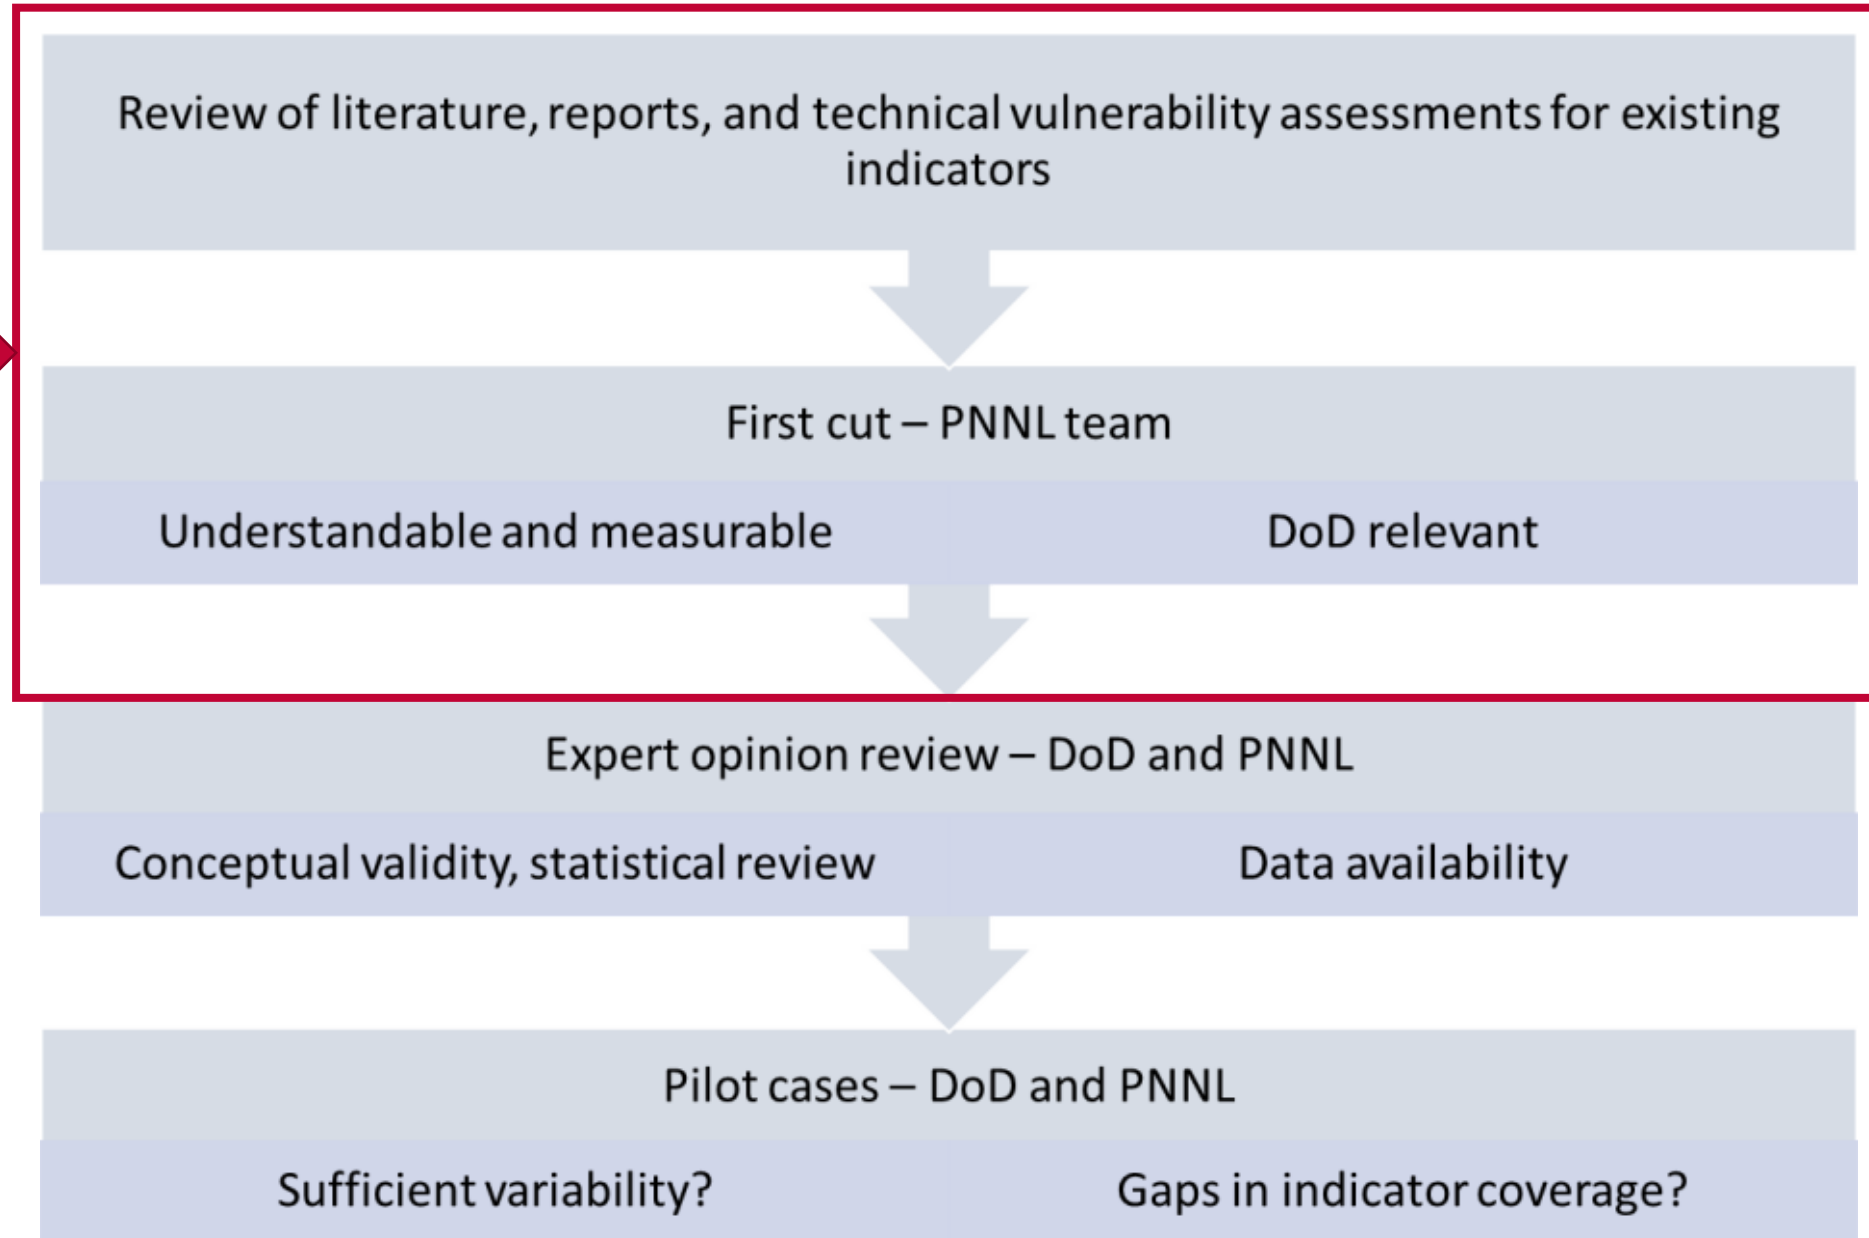 Review of literature, reports, and technical vulnerability assessments for existing
indicators
First cut – PNNL team
Understandable and measurable
DoD relevant
Expert opinion review – DoD and PNNL
Conceptual validity, statistical review
Data availability
Pilot cases – DoD and PNNL
Sufficient variability?
Gaps in indicator coverage?